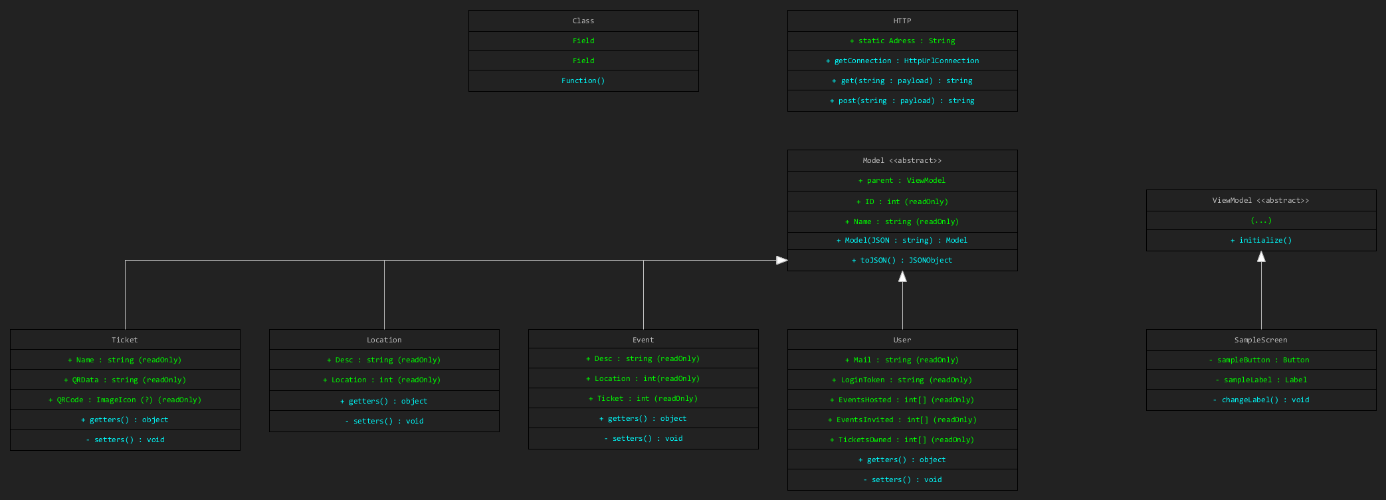 Class
Field
Field
Function()
HTTP
+ static Adress : String
+ getConnection : HttpUrlConnection
+ get(string : payload) : string
+ post(string : payload) : string
Model <<abstract>>
+ parent : ViewModel
+ ID : int (readOnly)
+ Name : string (readOnly)
+ Model(JSON : string) : Model
+ toJSON() : JSONObject
ViewModel <<abstract>>
(...)
+ initialize()
Ticket
+ Name : string (readOnly)
+ QRData : string (readOnly)
+ QRCode : ImageIcon (?) (readOnly)
+ getters() : object
- setters() : void
Location
+ Desc : string (readOnly)
+ Location : int (readOnly)
+ getters() : object
- setters() : void
Event
+ Desc : string (readOnly)
+ Location : int(readOnly)
+ Ticket : int (readOnly)
+ getters() : object
- setters() : void
User
+ Mail : string (readOnly)
+ LoginToken : string (readOnly)
+ EventsHosted : int[] (readOnly)
+ EventsInvited : int[] (readOnly)
+ TicketsOwned : int[] (readOnly)
+ getters() : object
- setters() : void
SampleScreen
- sampleButton : Button
- sampleLabel : Label
- changeLabel() : void